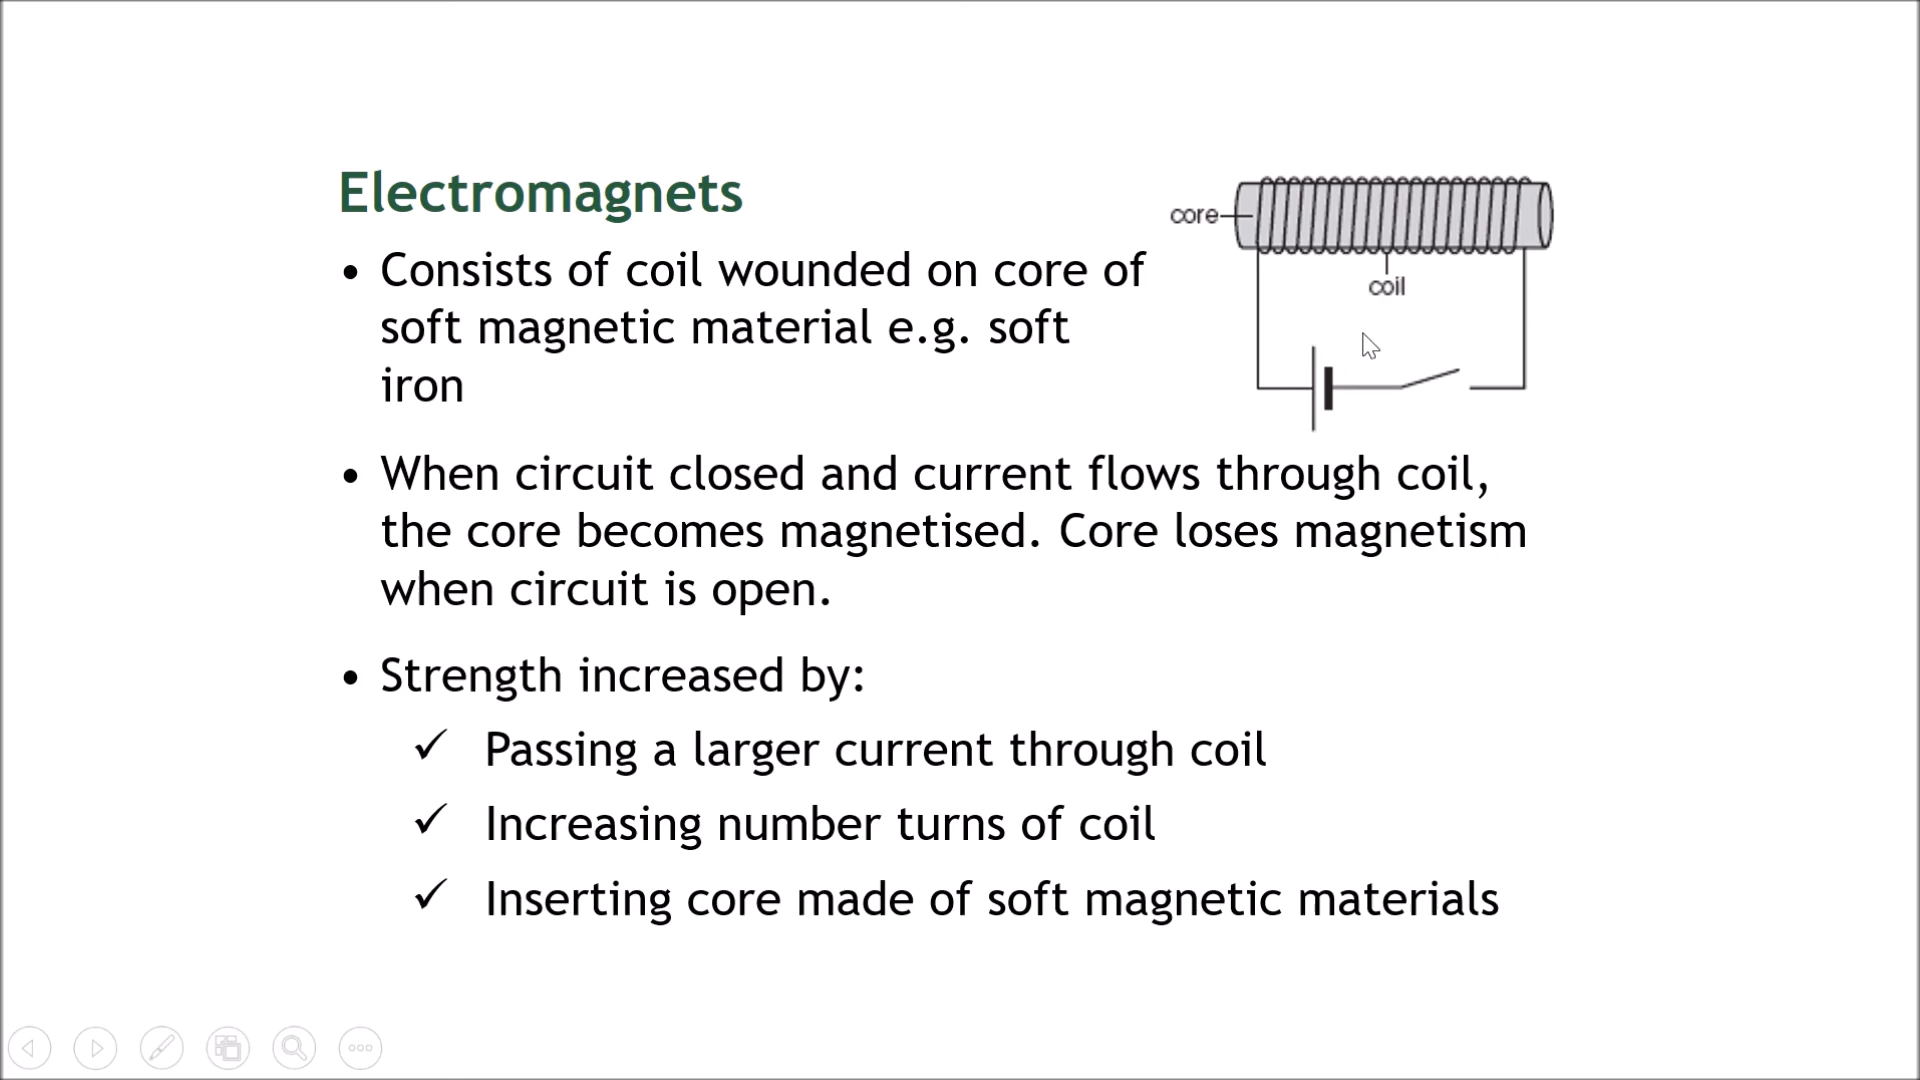 Electromagnets
core
coil
• Consists of coil wounded on core of
soft magnetic material e.g. soft
iron
• When circuit closed and current flows through coil,
the core becomes magnetised. Core loses magnetism
when circuit is open.
• Strength increased by:
✓ Passing a larger current through coil
✓ Increasing number turns of coil
✓ Inserting core made of soft magnetic materials